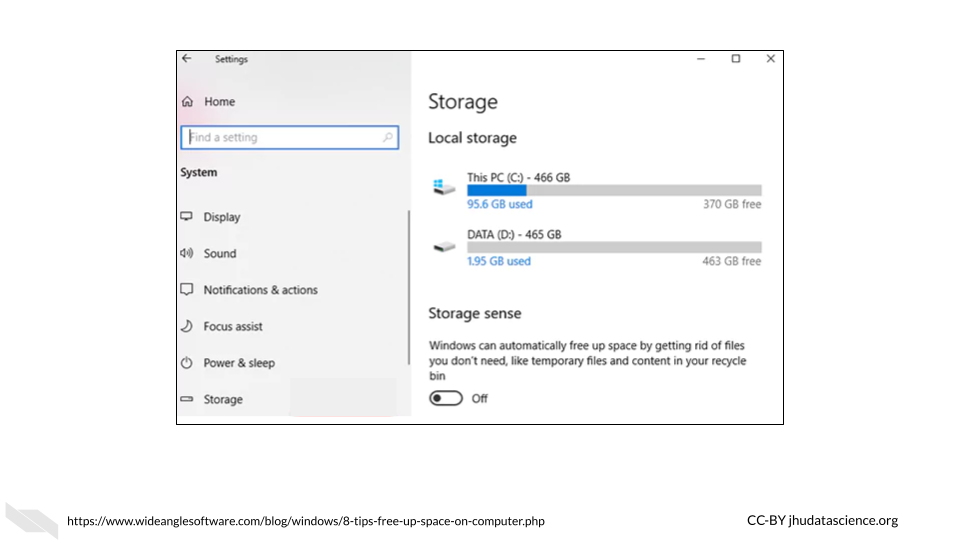 Settings
Home
Find a setting
System
Display
Sound
Notifications & actions
Focus assist
Power & sleep
Storage
Storage
Local storage
This PC (C:) - 466 GB
95.6 GB used 370 GB free
DATA (D:) - 465 GB
1.95 GB used 463 GB free
Storage sense
Windows can automatically free up space by getting rid of files
you don't need, like temporary files and content in your recycle
bin
Off
https://www.wideanglesoftware.com/blog/windows/8-tips-free-up-space-on-computer.php
CC-BY jhudatascience.org